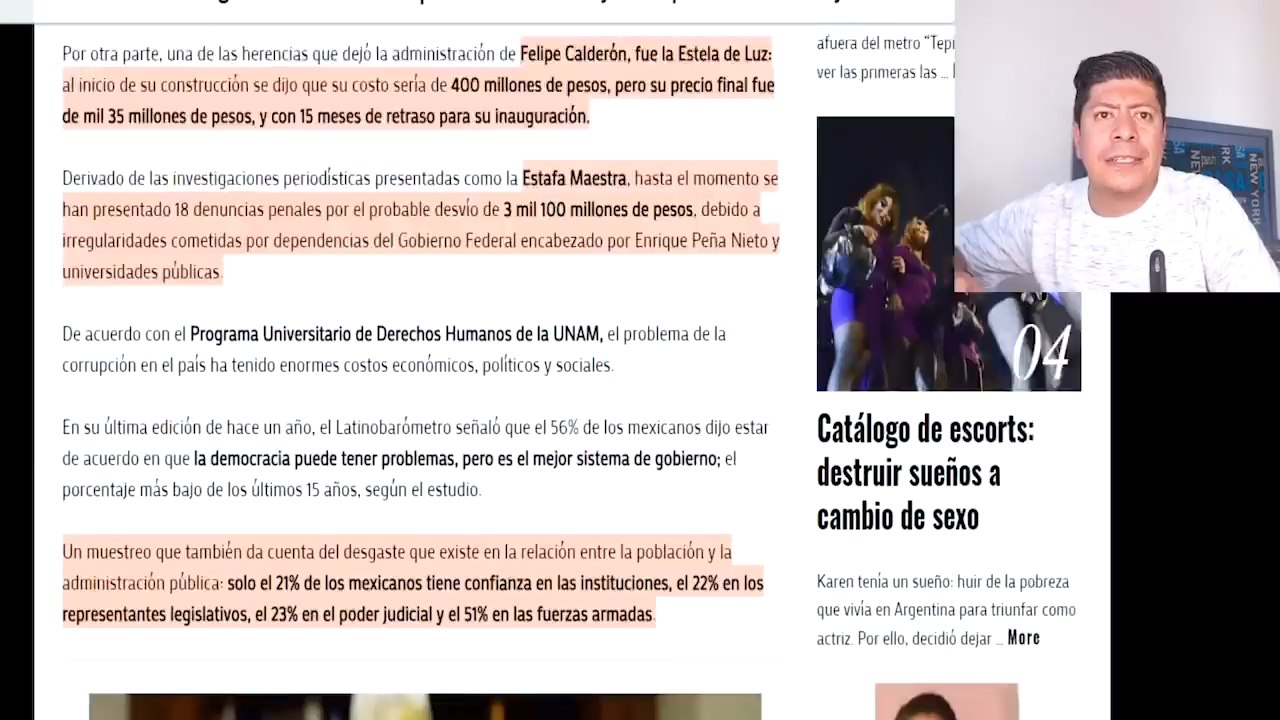 Por otra parte, una de las herencias que dejó la administración de Felipe Calderón, fue la Estela de Luz:
al inicio de su construcción se dijo que su costo sería de 400 millones de pesos, pero su precio final fue
de mil 35 millones de pesos, y con 15 meses de retraso para su inauguración.
Derivado de las investigaciones periodísticas presentadas como la Estafa Maestra, hasta el momento se
han presentado 18 denuncias penales por el probable desvío de 3 mil 100 millones de pesos, debido a
irregularidades cometidas por dependencias del Gobierno Federal encabezado por Enrique Peña Nieto y
universidades públicas.
De acuerdo con el Programa Universitario de Derechos Humanos de la UNAM, el problema de la
corrupción en el país ha tenido enormes costos económicos, políticos y sociales.
En su última edición de hace un año, el Latinobarómetro señaló que el 56% de los mexicanos dijo estar
de acuerdo en que la democracia puede tener problemas, pero es el mejor sistema de gobierno; el
porcentaje más bajo de los últimos 15 años, según el estudio.
Un muestreo que también da cuenta del desgaste que existe en la relación entre la población y la
administración pública: solo el 21% de los mexicanos tiene confianza en las instituciones, el 22% en los
representantes legislativos, el 23% en el poder judicial y el 51% en las fuerzas armadas.
afuera del metro “Tepi
ver las primeras las ...
04
Catálogo de escorts:
destruir sueños a
cambio de sexo
Karen tenía un sueño: huir de la pobreza
que vivía en Argentina para triunfar como
actriz. Por ello, decidió dejar ... More
NEW YORK